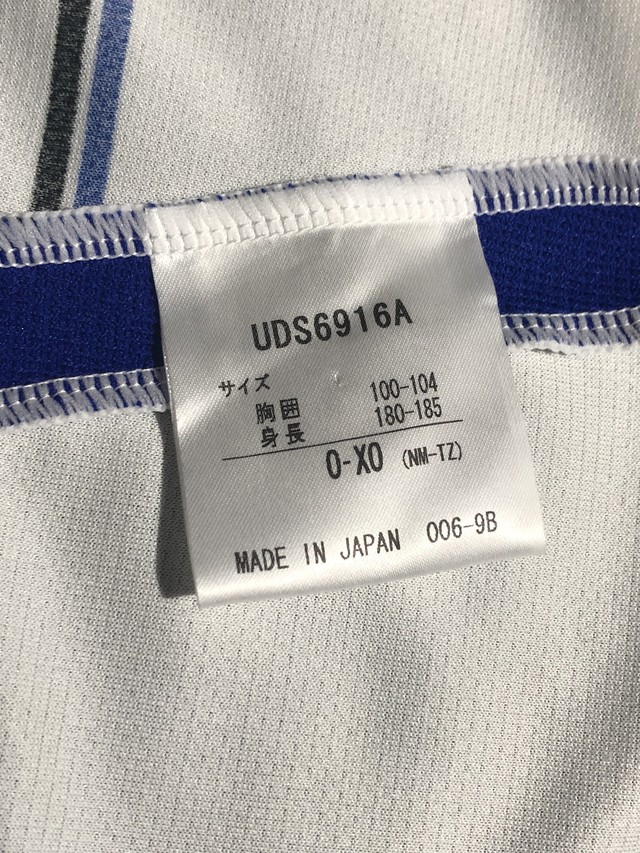 UDS6916A
サイズ
胸囲 100-104
身長 180-185
O-XO (NM-TZ)
MADE IN JAPAN 006-9B